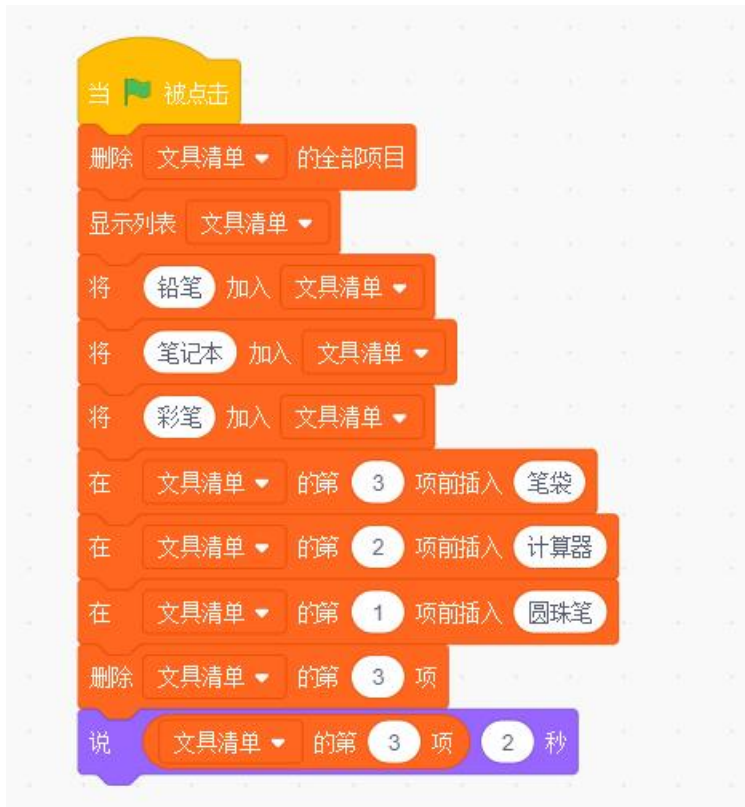 当 被点击
删除 文具清单 的全部项目
显示列表 文具清单
将 铅笔 加入 文具清单
将 笔记本 加入 文具清单
将 彩笔 加入 文具清单
在 文具清单 的第 3 项前插入 笔袋
在 文具清单 的第 2 项前插入 计算器
在 文具清单 的第 1 项前插入 圆珠笔
删除 文具清单 的第 3 项
说 文具清单 的第 3 项 2 秒